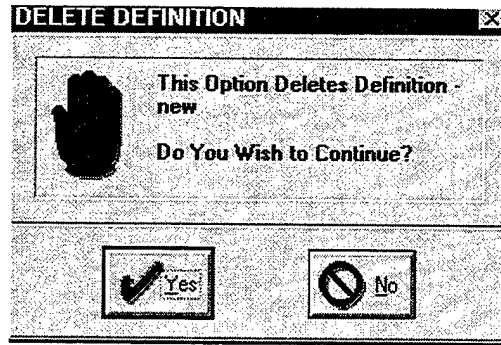 DELETE DEFINITION
This Option Deletes Definition -
new
Do You Wish to Continue?
Yes
No